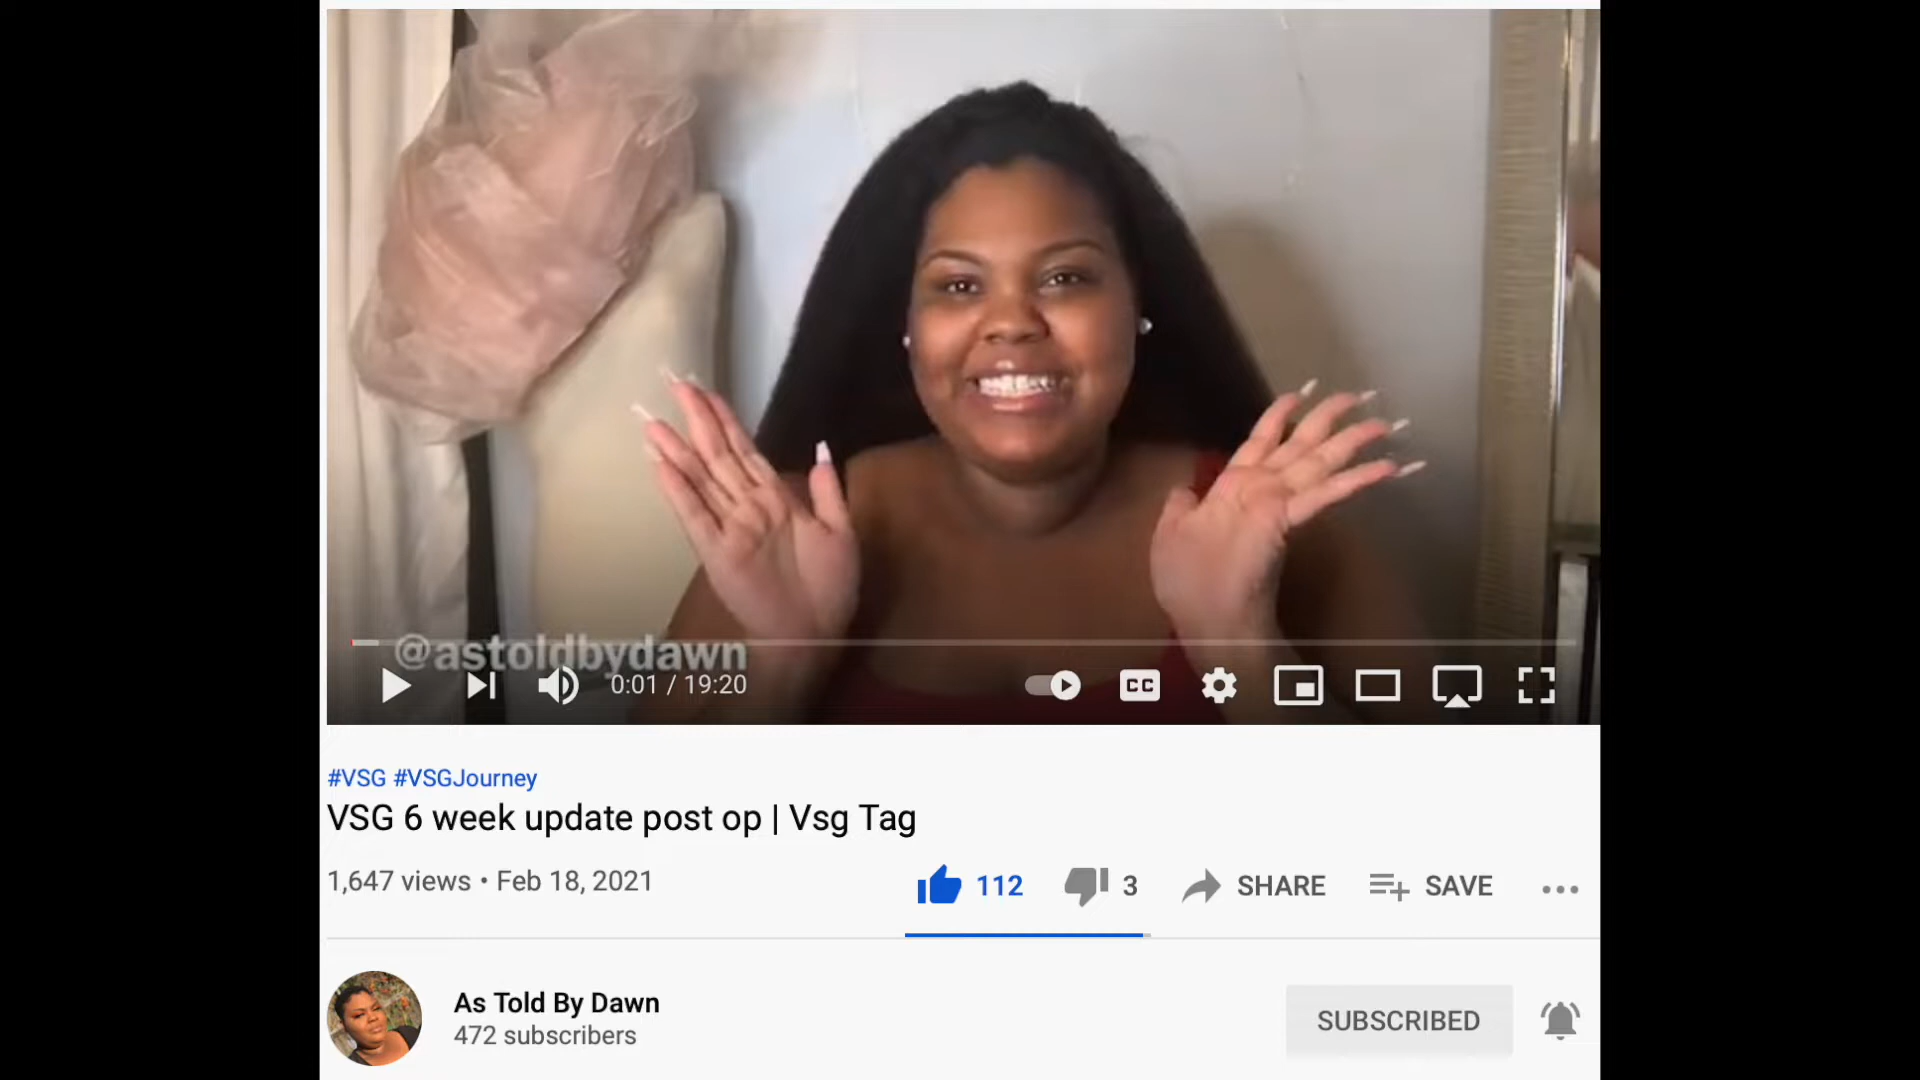 @astoldbydawn
0:01 / 19:20
CC
#VSG #VSGJourney
VSG 6 week update post op | Vsg Tag
1,647 views • Feb 18, 2021
112 3 SHARE SAVE
As Told By Dawn
472 subscribers
SUBSCRIBED